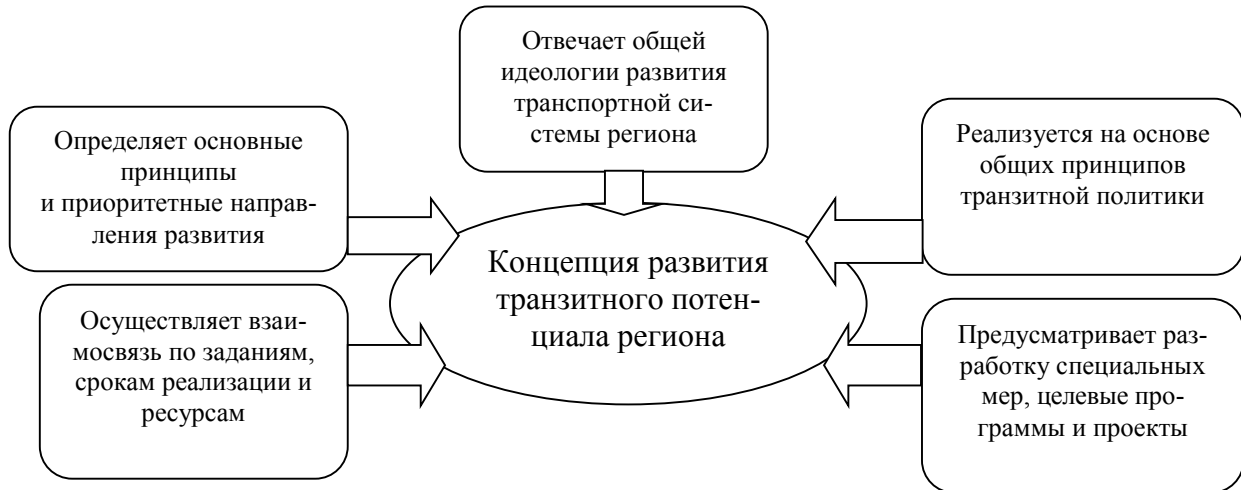 Отвечает общей
идеологии развития
транспортной си-
стемы региона
Определяет основные
принципы
и приоритетные направ-
ления развития
Реализуется на основе
общих принципов
транзитной политики
Концепция развития
транзитного потен-
циала региона
Осуществляет взаи-
мосвязь по заданиям,
срокам реализации и
ресурсам
Предусматривает раз-
работку специальных
мер, целевые про-
граммы и проекты